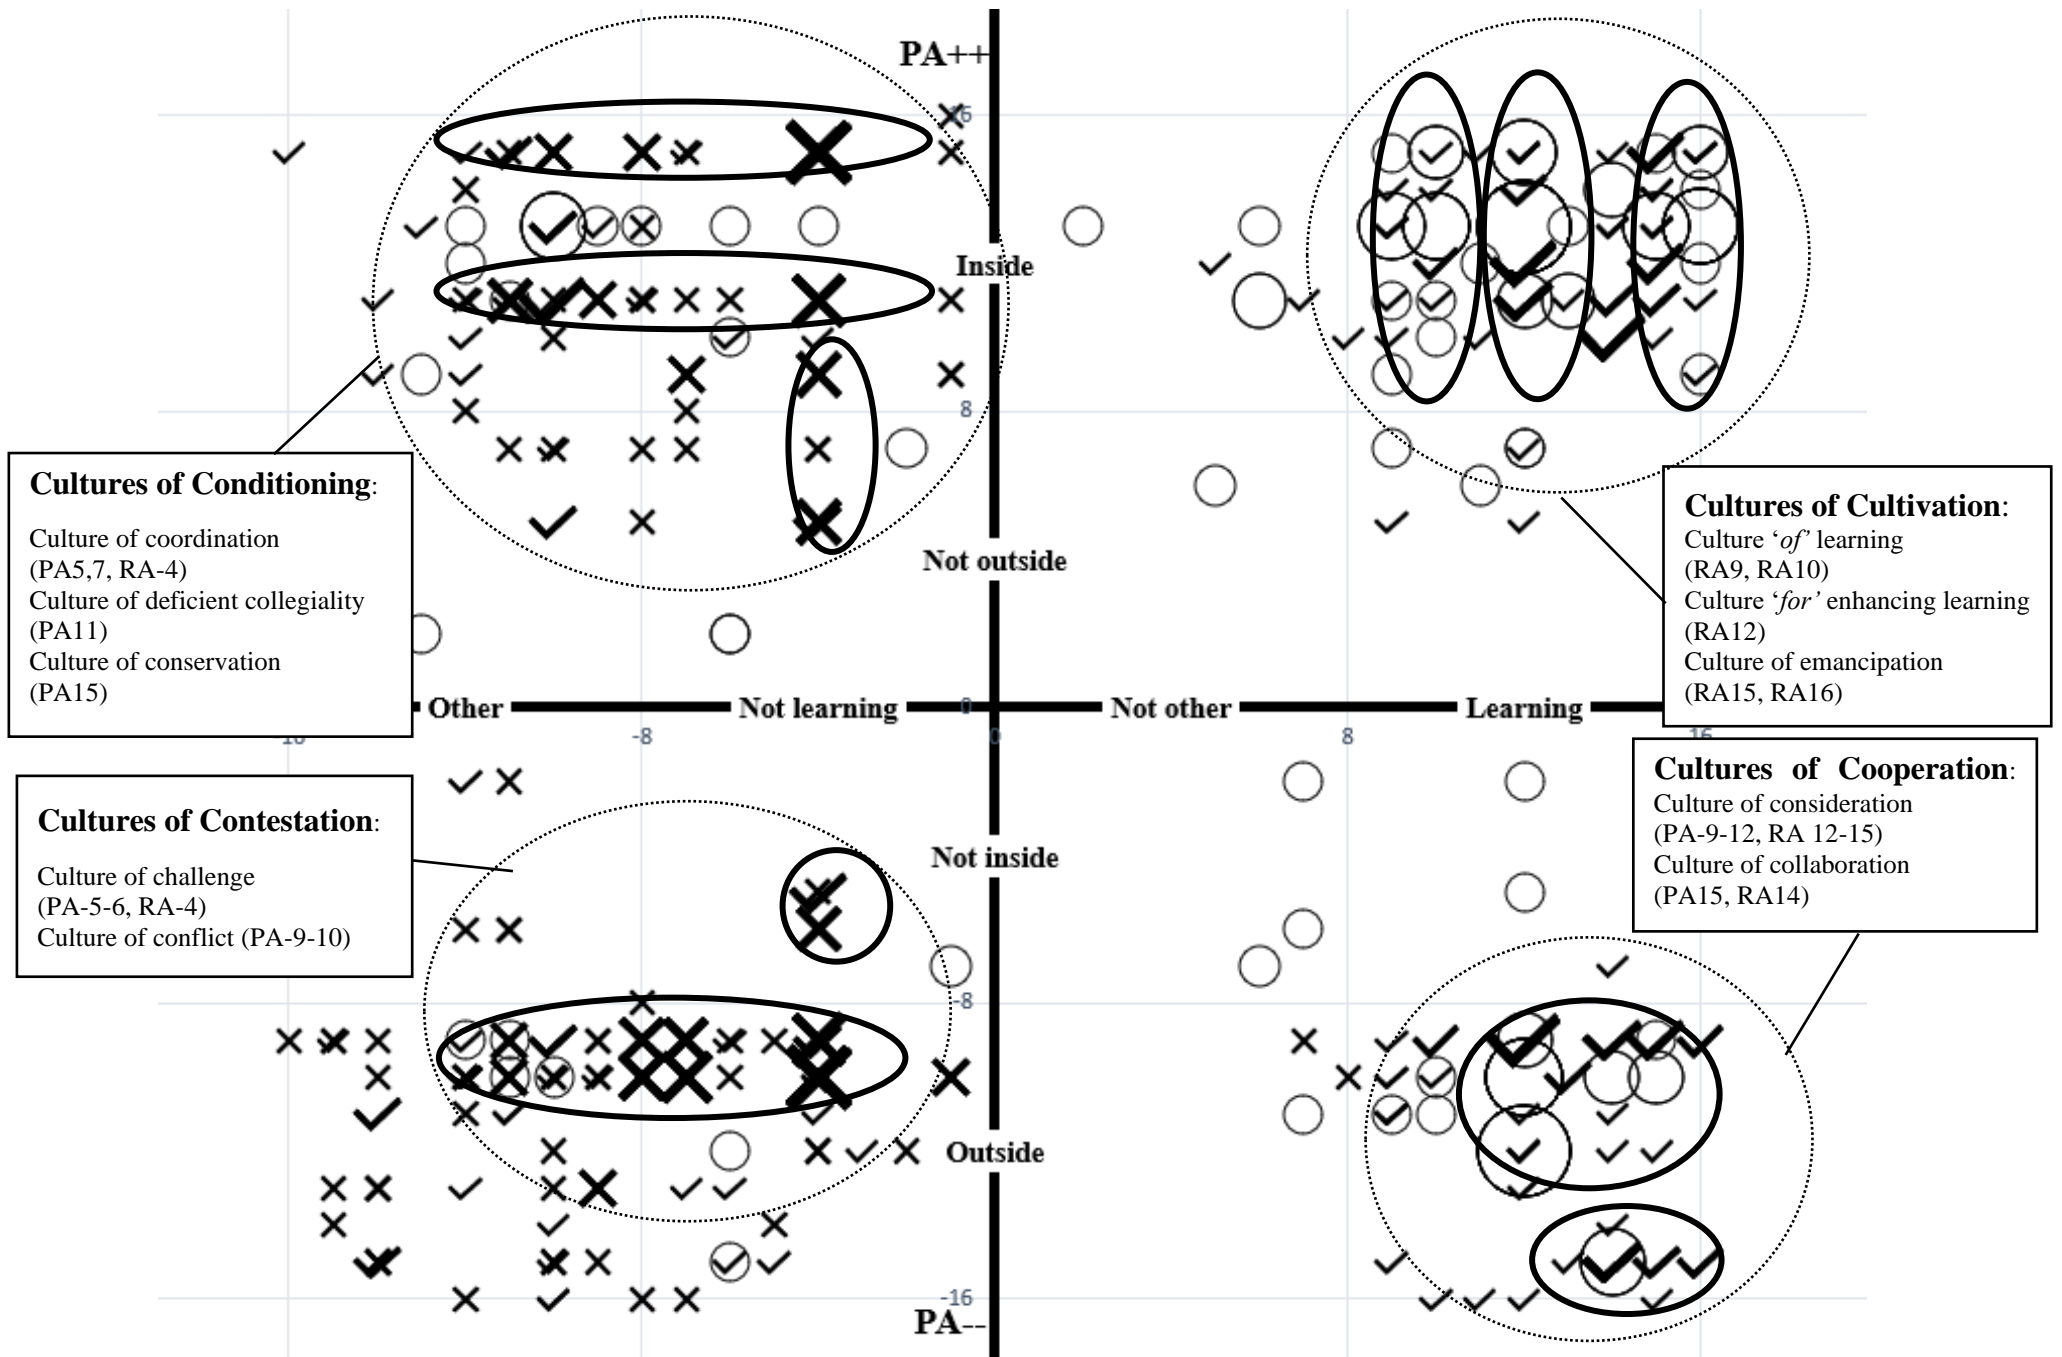 PA++
16
Inside
8
Not outside
Cultures of Conditioning:
Culture of coordination
(PA5,7, RA-4)
Culture of deficient collegiality
(PA11)
Culture of conservation
(PA15)
Cultures of Cultivation:
Culture ‘of’ learning
(RA9, RA10)
Culture ‘for’ enhancing learning
(RA12)
Culture of emancipation
(RA15, RA16)
Other
Not learning
0
Not other
Learning
-16
-8
0
8
16
Cultures of Contestation:
Culture of challenge
(PA-5-6, RA-4)
Culture of conflict (PA-9-10)
Cultures of Cooperation:
Culture of consideration
(PA-9-12, RA 12-15)
Culture of collaboration
(PA15, RA14)
Not inside
-8
Outside
-16
PA--